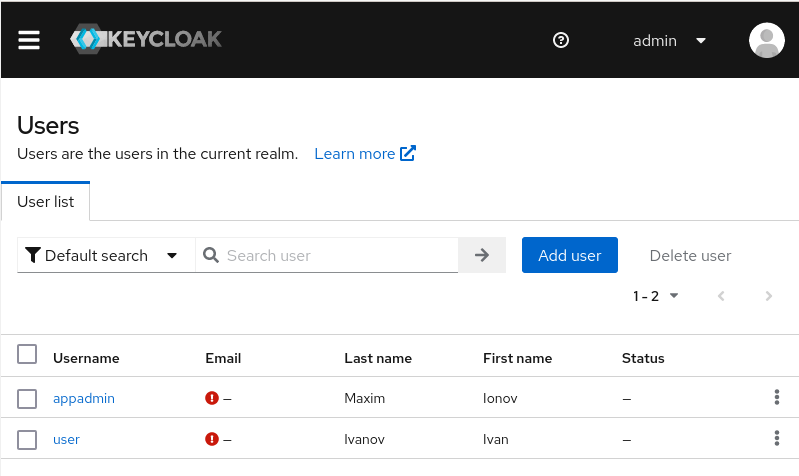 KEYCLOAK admin
Users
Users are the users in the current realm. Learn more
User list
Default search Search user Add user Delete user
1 - 2
Username Email Last name First name Status
appadmin – Maxim Ionov –
user – Ivanov Ivan –